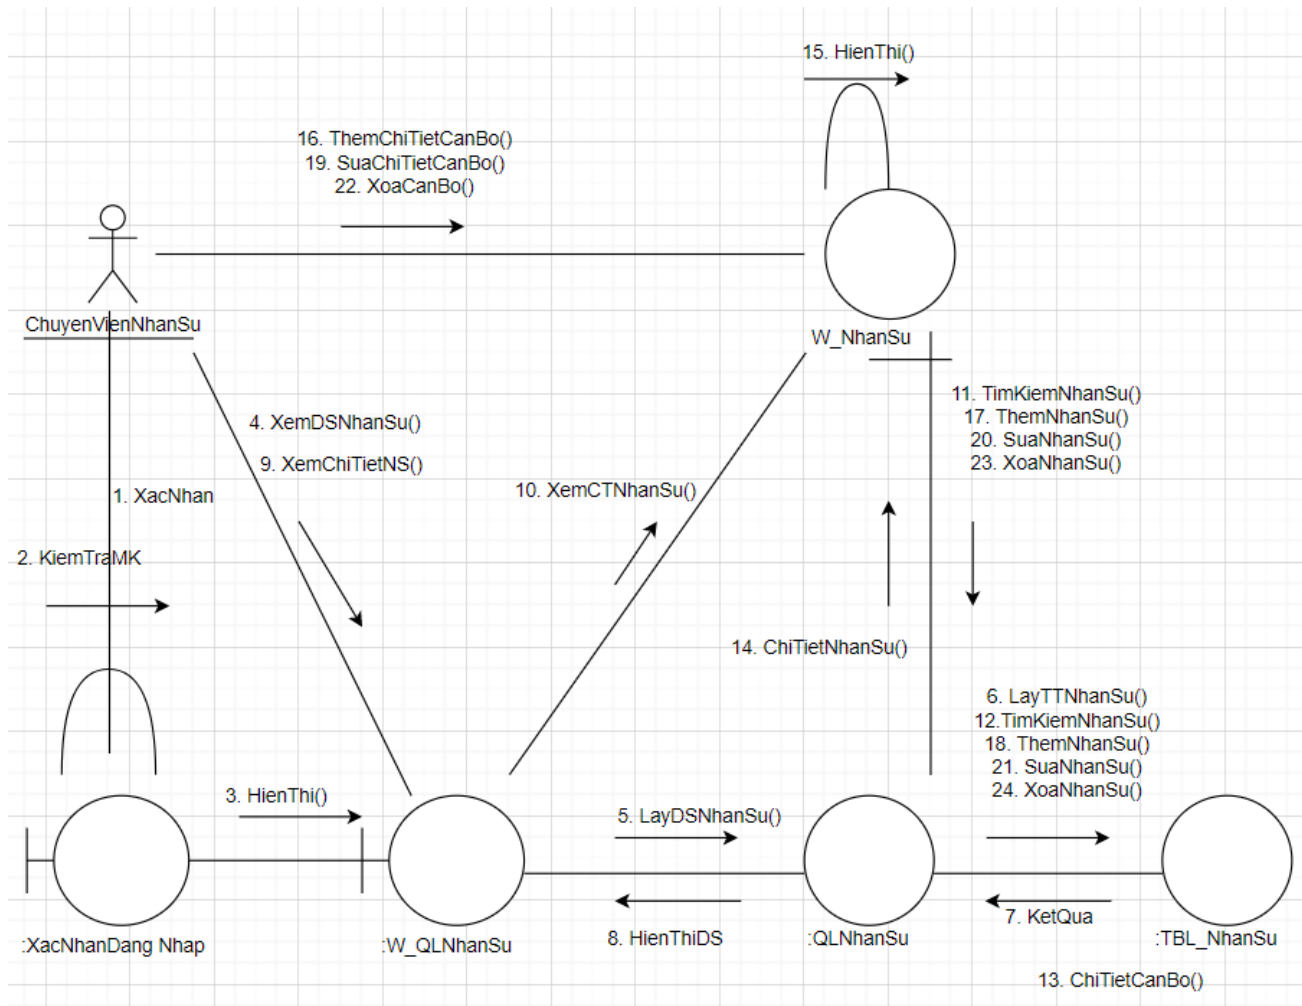 15. HienThi()
16. ThemChiTietCanBo()
19. SuaChiTietCanBo()
22. XoaCanBo()
ChuyenVienNhanSu
W_NhanSu
11. TimKiemNhanSu()
17. ThemNhanSu()
20. SuaNhanSu()
23. XoaNhanSu()
4. XemDSNhanSu()
9. XemChiTietNS()
10. XemCTNhanSu()
1. XacNhan
2. KiemTraMK
14. ChiTietNhanSu()
6. LayTTNhanSu()
12.TimKiemNhanSu()
18. ThemNhanSu()
21. SuaNhanSu()
24. XoaNhanSu()
3. HienThi()
5. LayDSNhanSu()
7. KetQua
8. HienThiDS
:XacNhanDang Nhap
:W_QLNhanSu
:QLNhanSu
:TBL_NhanSu
13. ChiTietCanBo()